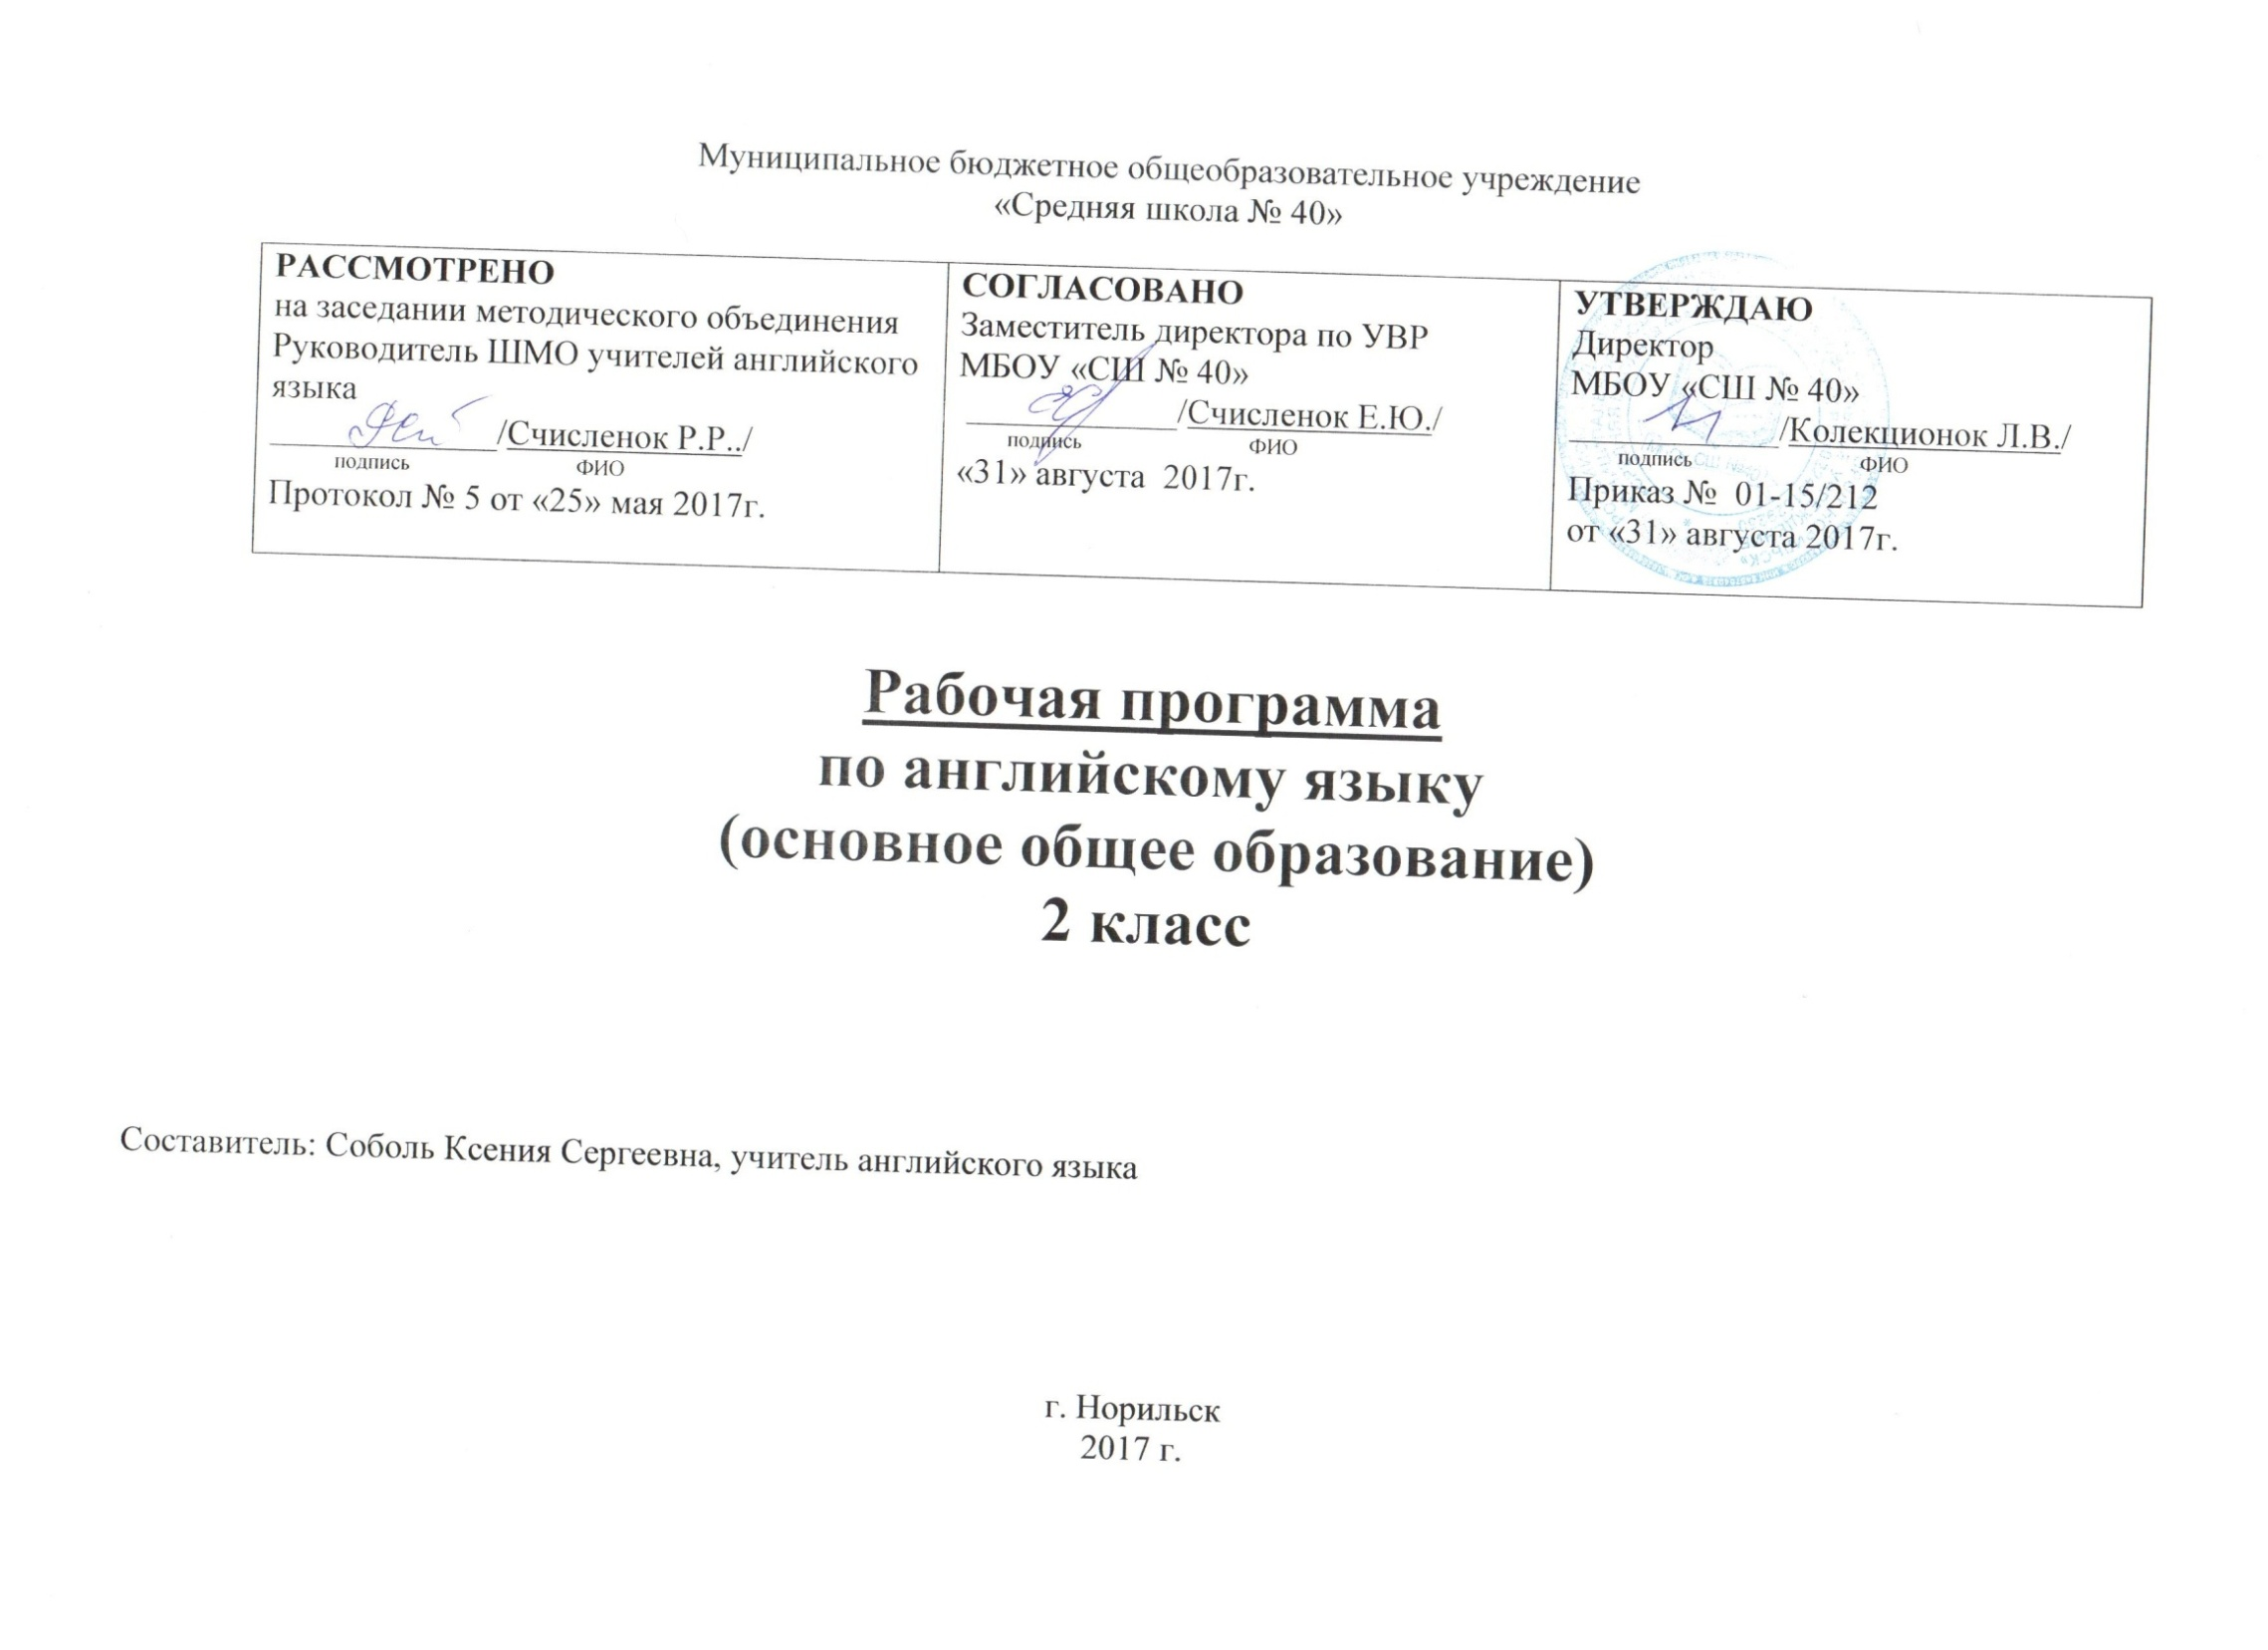 Муниципальное бюджетное общеобразовательное учреждение
«Средняя школа № 40»
РАССМОТРЕНО
на заседании методического объединения
Руководитель ШМО учителей английского
языка
/Счисленок Р.Р../
подпись ФИО
Протокол № 5 от «25» мая 2017г.
СОГЛАСОВАНО
Заместитель директора по УВР
МБОУ «СШ № 40»
/Счисленок Е.Ю./
подпись ФИО
«31» августа 2017г.
УТВЕРЖДАЮ
Директор
МБОУ «СШ № 40»
/Колекционок Л.В./
подпись ФИО
Приказ № 01-15/212
от «31» августа 2017г.
Рабочая программа
по английскому языку
(основное общее образование)
2 класс
Составитель: Соболь Ксения Сергеевна, учитель английского языка
г. Норильск
2017 г.